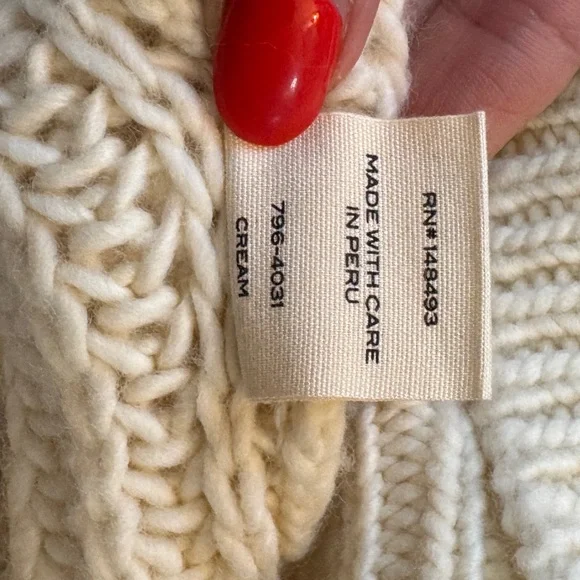 RN# 148493
MADE WITH CARE
IN PERU
796-4031
CREAM